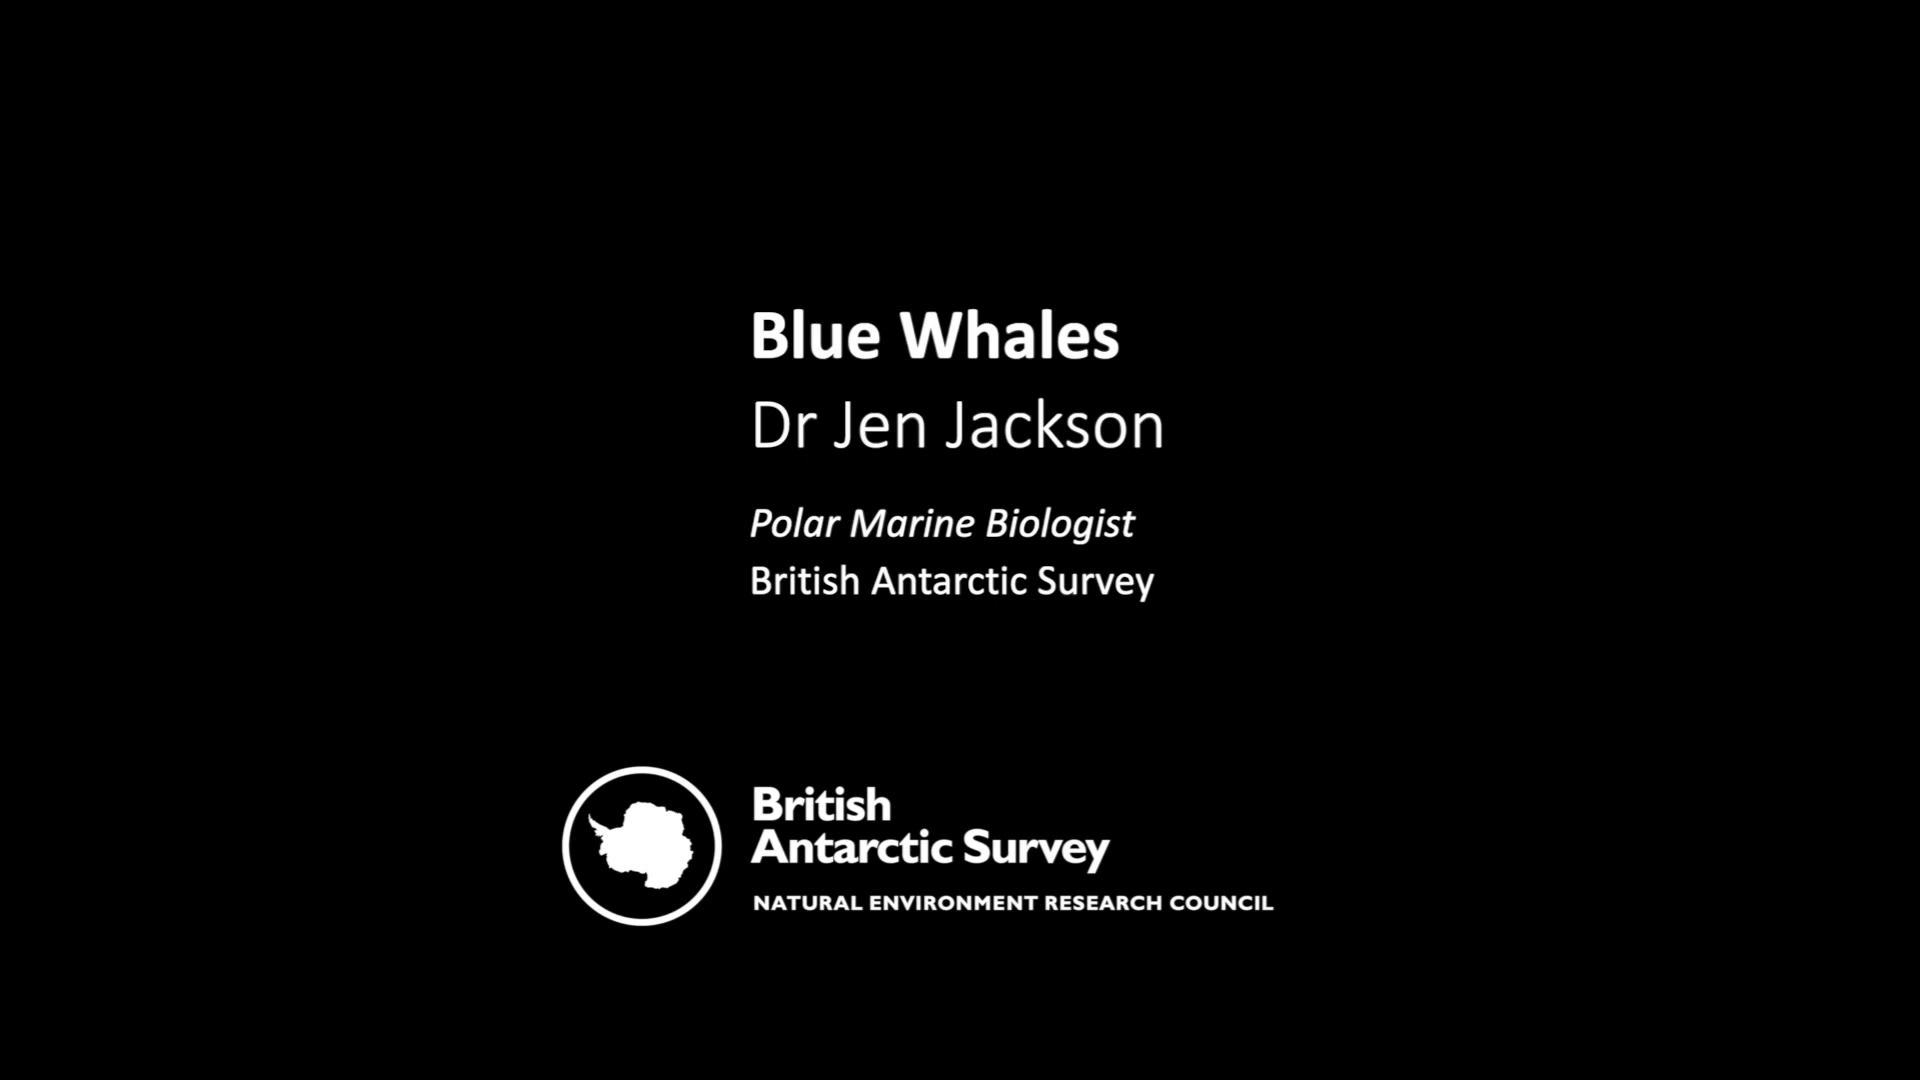 Blue Whales
Dr Jen Jackson
Polar Marine Biologist
British Antarctic Survey
British
Antarctic Survey
NATURAL ENVIRONMENT RESEARCH COUNCIL